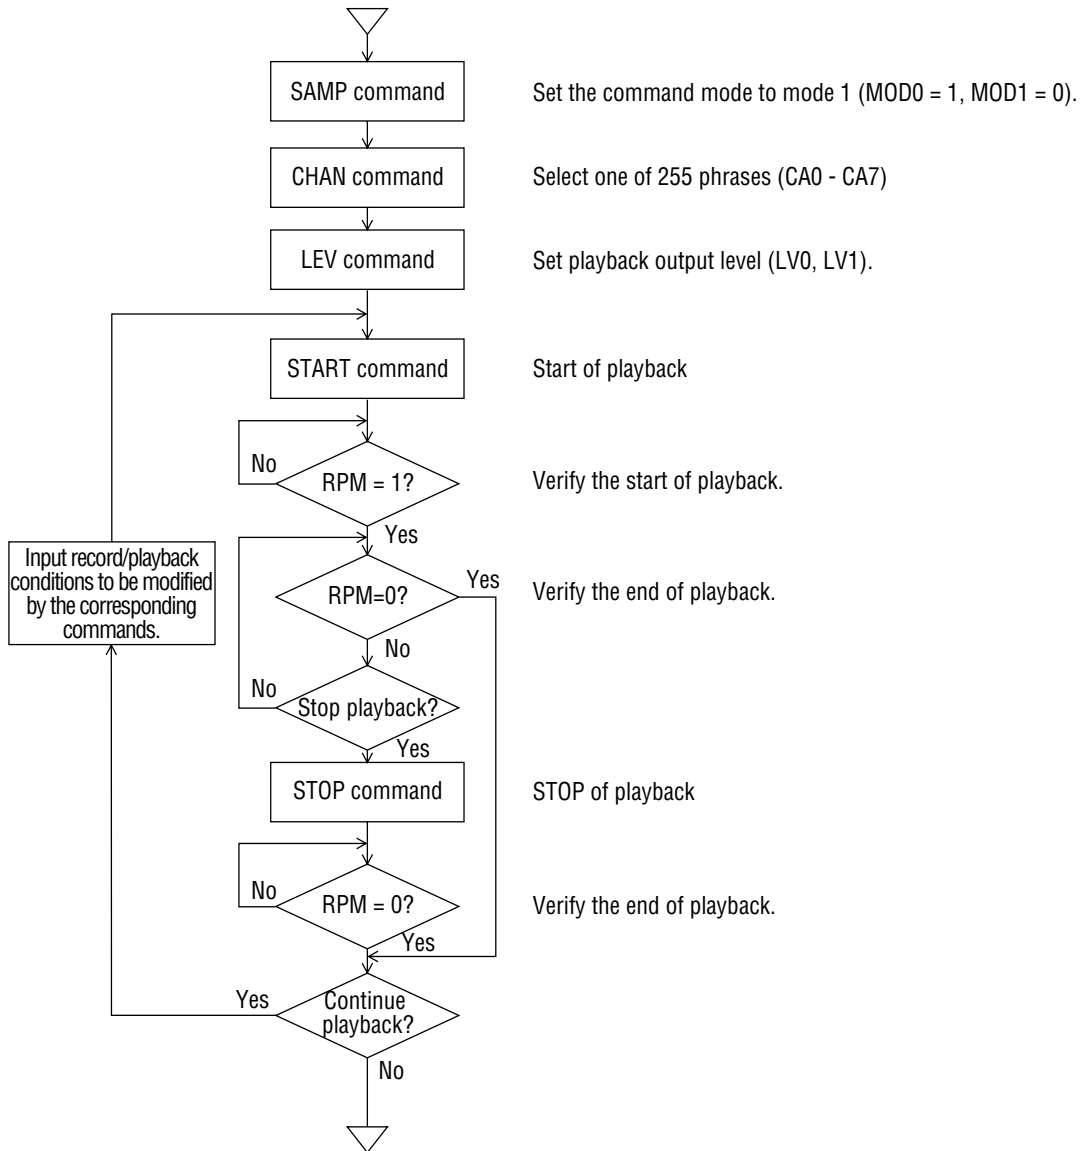 SAMP command
Set the command mode to mode 1 (MOD0 = 1, MOD1 = 0).
CHAN command
Select one of 255 phrases (CA0 - CA7)
LEV command
Set playback output level (LV0, LV1).
START command
Start of playback
No
RPM = 1?
Verify the start of playback.
Yes
Input record/playback
conditions to be modified
by the corresponding
commands.
RPM=0?
Yes
Verify the end of playback.
No
No
Stop playback?
Yes
STOP command
STOP of playback
No
RPM = 0?
Verify the end of playback.
Yes
Yes
Continue
playback?
No